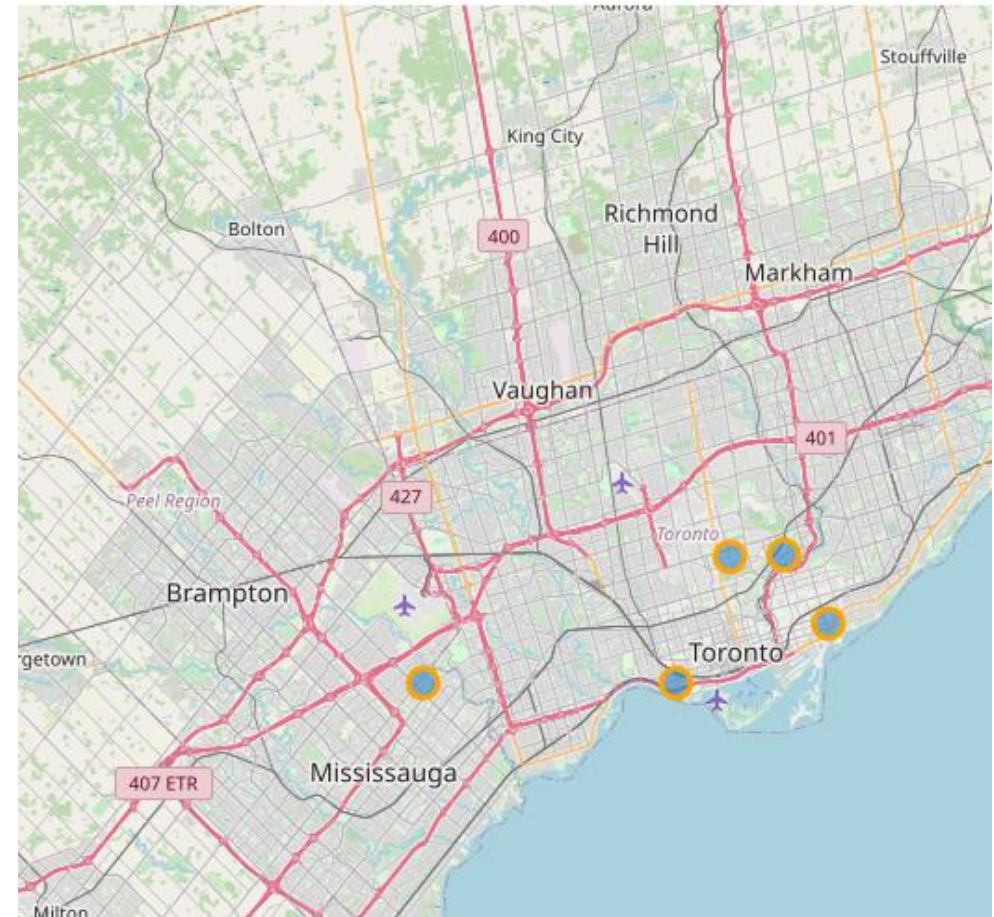 Aurora
Stouffville
King City
Richmond
Hill
Bolton
400
Markham
Vaughan
401
427
Peel Region
Toronto
Brampton
Toronto
rgetown
Mississauga
407 ETR
Milton